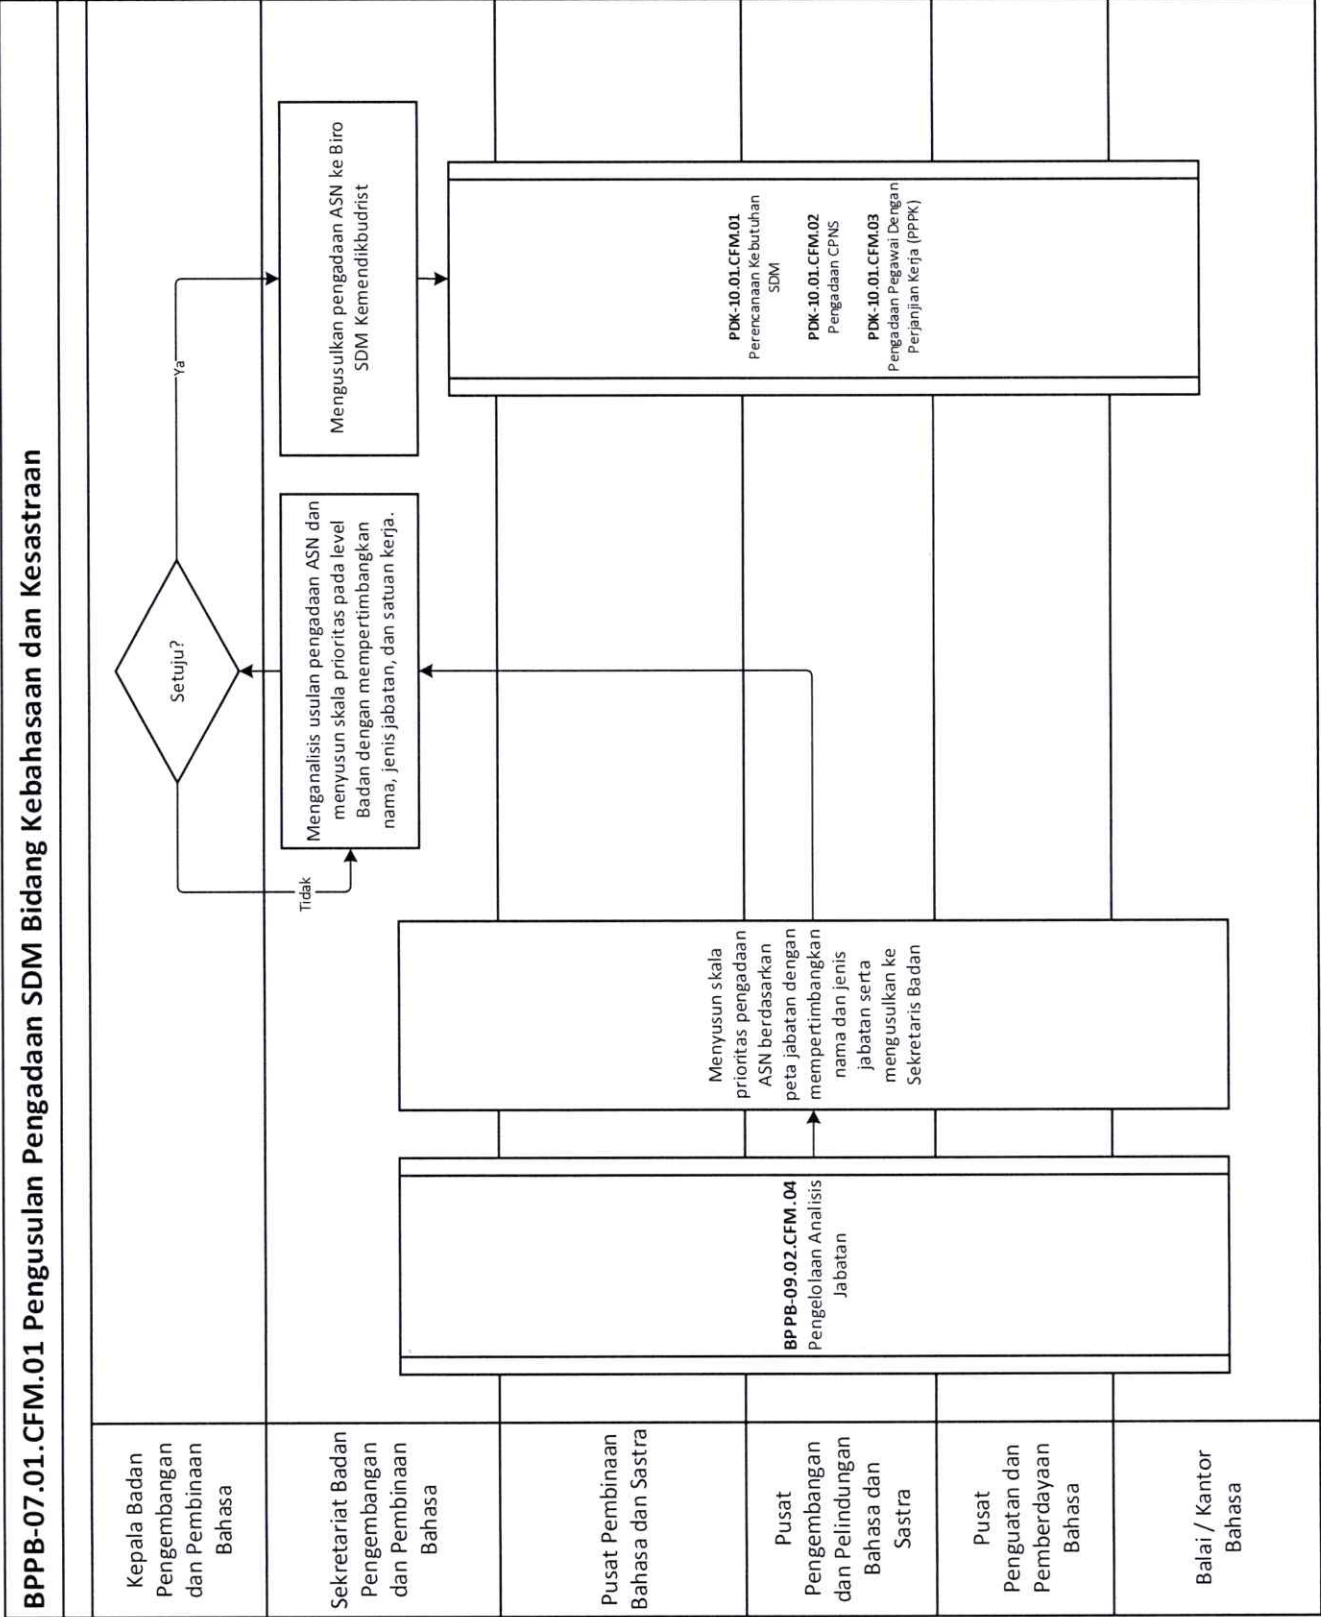 BPPB-07.01.CFM.01 Pengusulan Pengadaan SDM Bidang Kebahasaan dan Kesastraan
Kepala Badan
Pengembangan
dan Pembinaan
Bahasa
Setuju?
Ya
Tidak
Sekretariat Badan
Pengembangan
dan Pembinaan
Bahasa
Menganalisis usulan pengadaan ASN dan
menyusun skala prioritas pada level
Badan dengan mempertimbangkan
nama, jenis jabatan, dan satuan kerja.
Mengusulkan pengadaan ASN ke Biro
SDM Kemendikbudrist
Pusat Pembinaan
Bahasa dan Sastra
Pusat
Pengembangan
dan Pelindungan
Bahasa dan
Sastra
Pusat
Penguatan dan
Pemberdayaan
Bahasa
Balai / Kantor
Bahasa
BPPB-09.02.CFM.04
Pengelolaan Analisis
Jabatan
Menyusun skala
prioritas pengadaan
ASN berdasarkan
peta jabatan dengan
mempertimbangkan
nama dan jenis
jabatan serta
mengusulkan ke
Sekretaris Badan
PDK-10.01.CFM.01
Perencanaan Kebutuhan
SDM
PDK-10.01.CFM.02
Pengadaan CPNS
PDK-10.01.CFM.03
Pengadaan Pegawai Dengan
Perjanjian Kerja (PPPK)